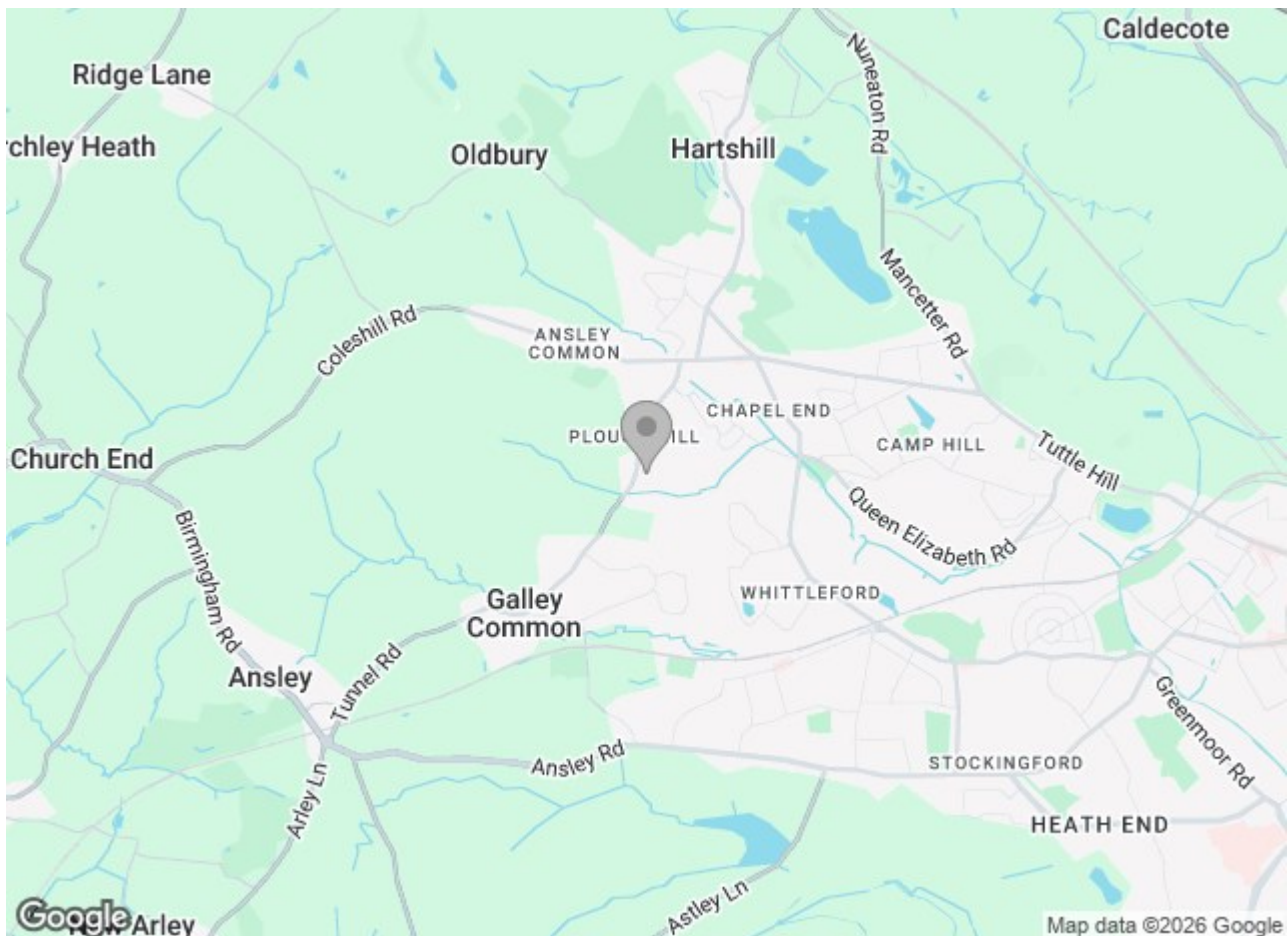 Caldecote
Ridge Lane
Nuneaton Rd
rchley Heath
Oldbury
Hartshill
Mancetter Rd
Coleshill Rd
ANSLEY
COMMON
CHAPEL END
PLOU
ILL
CAMP HILL
Church End
Tuttle Hill
Queen Elizabeth Rd
Birmingham Rd
Galley
Common
WHITTLEFORD
Ansley
Tunnel Rd
Greenmoor Rd
Ansley Rd
STOCKINGFORD
Arley Ln
HEATH END
Astley Ln
Google
Arley
Map data ©2026 Google